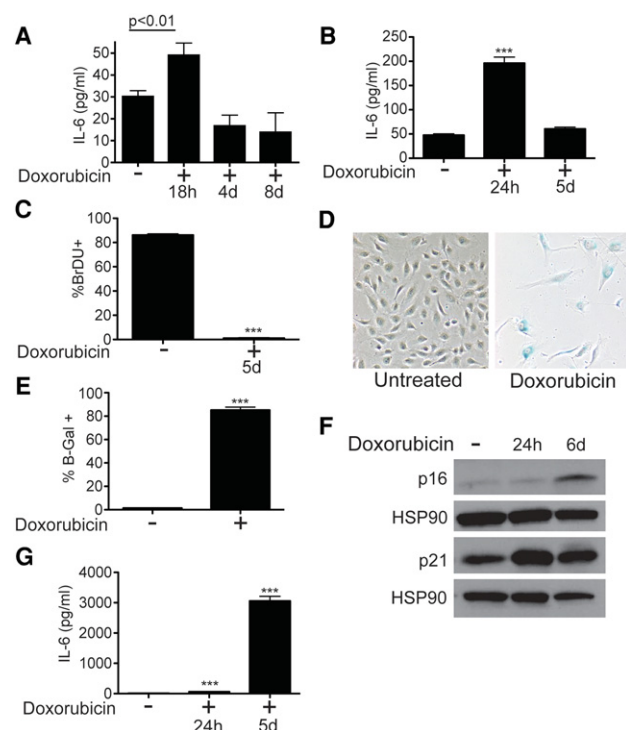 A
p<0.01
IL-6 (pg/ml)
50
40
30
20
10
0
Doxorubicin - + + +
18h 4d 8d
B
IL-6 (pg/ml)
250
200
150
100
50
0
***
Doxorubicin - + +
24h 5d
C
%BrDU+
100
80
60
40
20
0
***
Doxorubicin - +
5d
D
Untreated Doxorubicin
E
% B-Gal +
100
80
60
40
20
0
***
Doxorubicin - +
F
Doxorubicin - 24h 6d
p16
HSP90
p21
HSP90
G
IL-6 (pg/ml)
4000
3000
2000
1000
0
***
***
Doxorubicin - + +
24h 5d